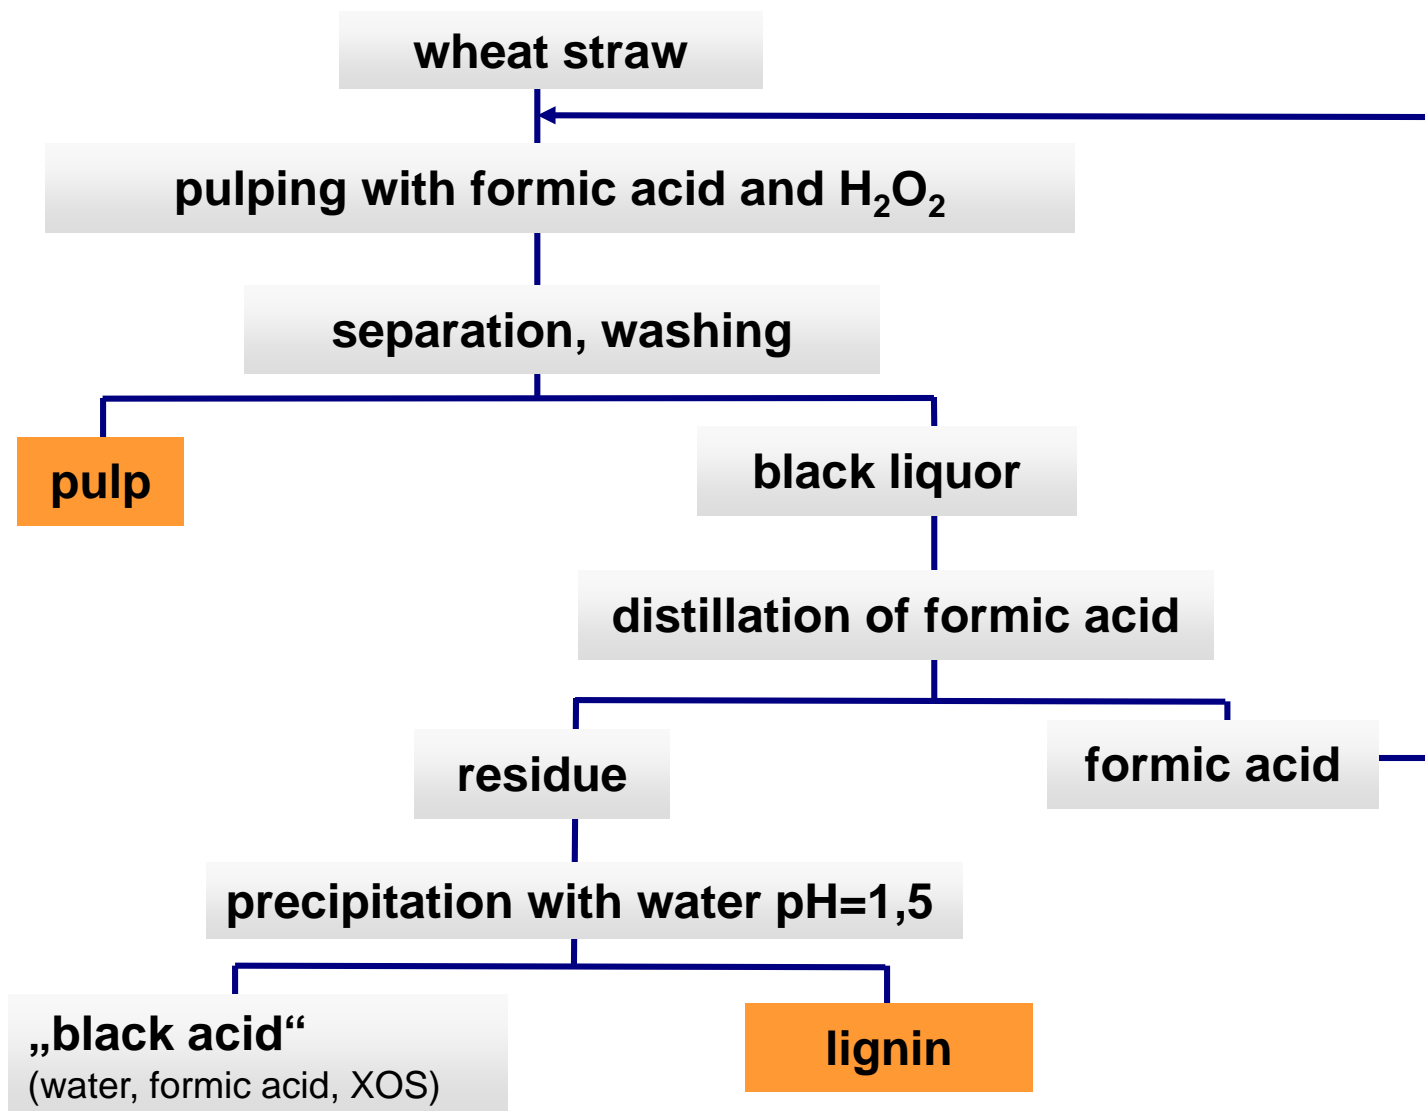 wheat straw
pulping with formic acid and H₂O₂
separation, washing
pulp
black liquor
distillation of formic acid
residue
formic acid
precipitation with water pH=1,5
„black acid“
(water, formic acid, XOS)
lignin